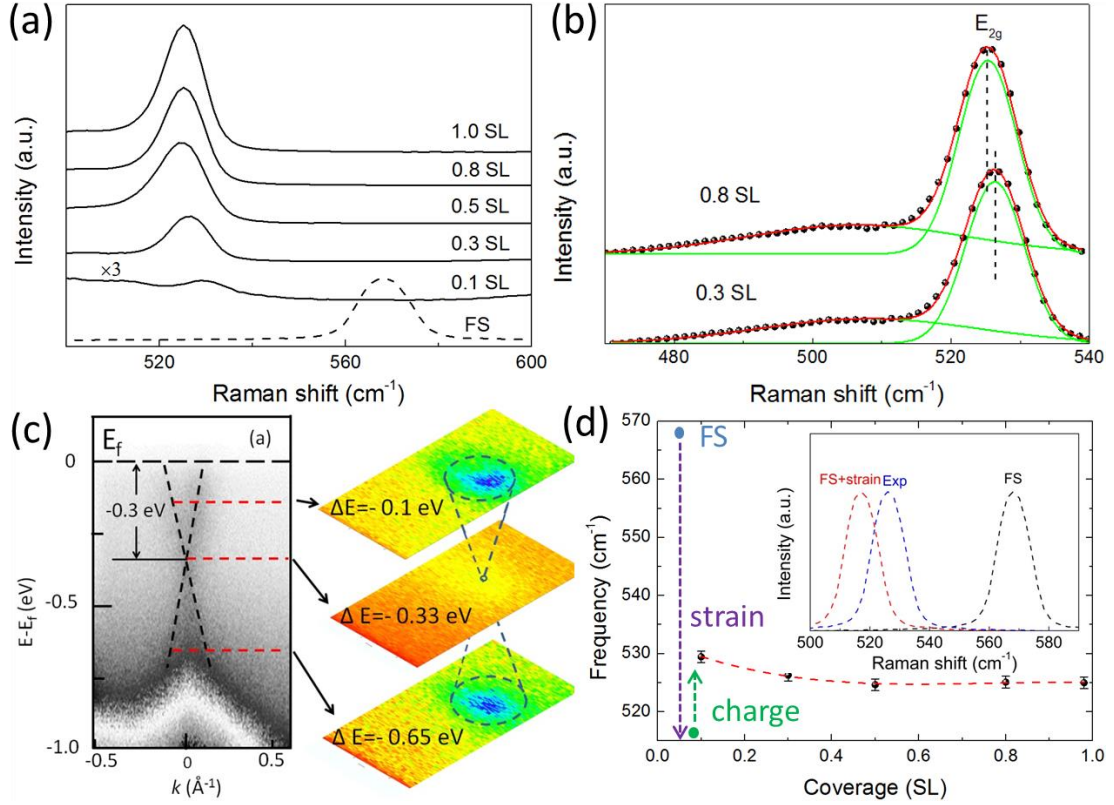 (a)
Intensity (a.u.)
1.0 SL
0.8 SL
0.5 SL
0.3 SL
×3
0.1 SL
FS
520 560 600
Raman shift (cm⁻¹)
(b)
Intensity (a.u.)
E₂g
0.8 SL
0.3 SL
480 500 520 540
Raman shift (cm⁻¹)
(c)
E-E_f (eV)
E_f
(a)
0
-0.3 eV
-0.5
-1.0
-0.5 0 0.5
k (Å⁻¹)
ΔE=- 0.1 eV
Δ E=- 0.33 eV
Δ E=- 0.65 eV
(d)
Frequency (cm⁻¹)
570
560
550
540
530
520
FS
strain
charge
Intensity (a.u.)
FS+strain Exp FS
500 520 540 560 580
Raman shift (cm⁻¹)
0.0 0.2 0.4 0.6 0.8 1.0
Coverage (SL)